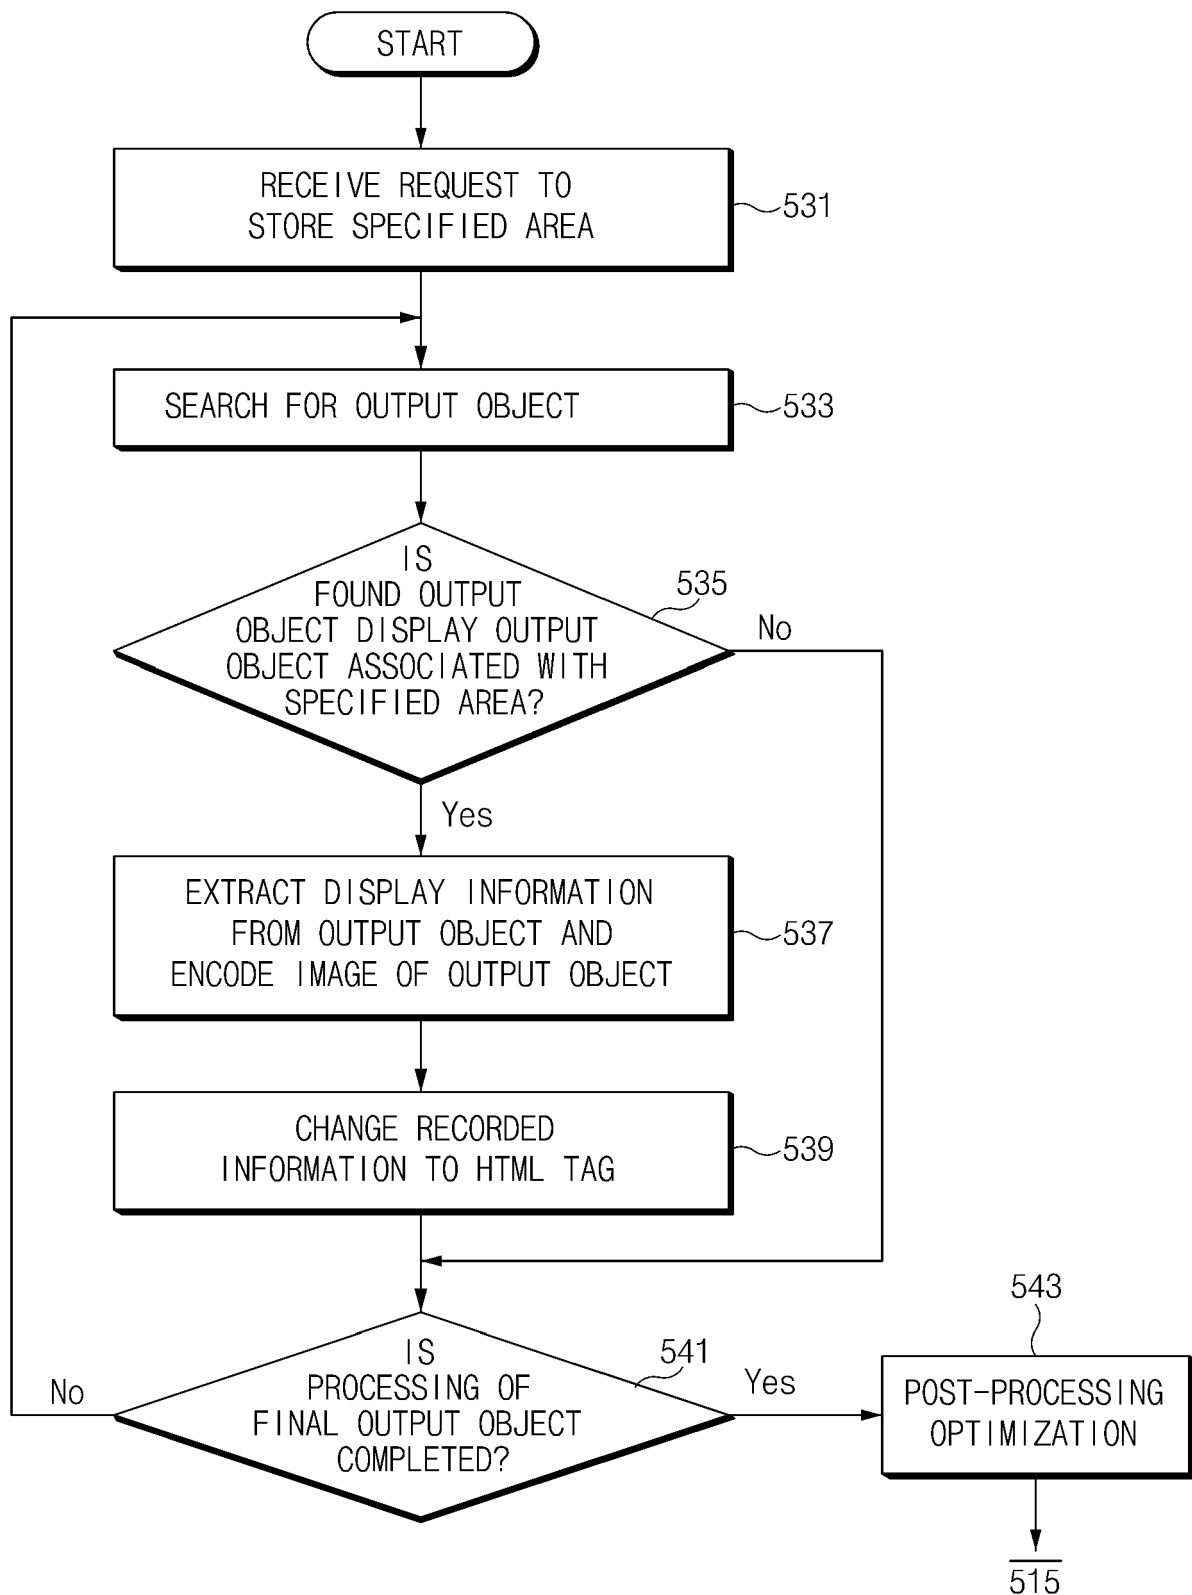 START
RECEIVE REQUEST TO
STORE SPECIFIED AREA
531
SEARCH FOR OUTPUT OBJECT
533
IS
FOUND OUTPUT
OBJECT DISPLAY OUTPUT
OBJECT ASSOCIATED WITH
SPECIFIED AREA?
535
No
Yes
EXTRACT DISPLAY INFORMATION
FROM OUTPUT OBJECT AND
ENCODE IMAGE OF OUTPUT OBJECT
537
CHANGE RECORDED
INFORMATION TO HTML TAG
539
IS
PROCESSING OF
FINAL OUTPUT OBJECT
COMPLETED?
541
No
Yes
543
POST-PROCESSING
OPTIMIZATION
515